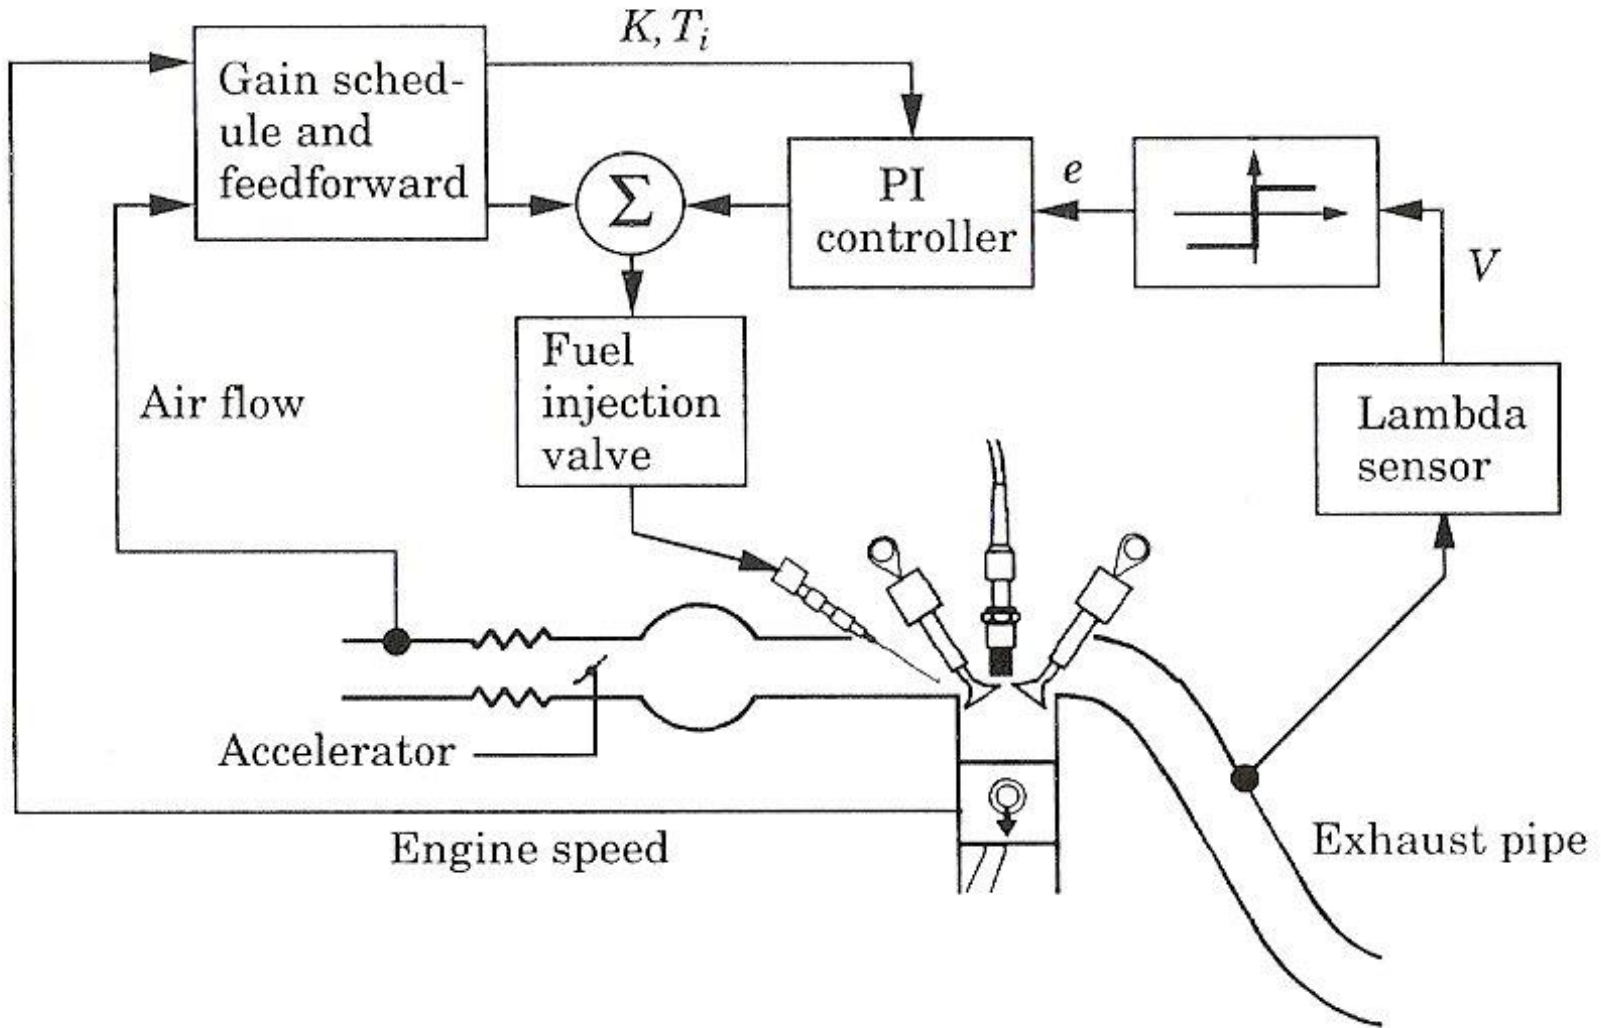 K, T_i
Gain sched-
ule and
feedforward
Σ
PI
controller
e
V
Fuel
injection
valve
Air flow
Lambda
sensor
Accelerator
Engine speed
Exhaust pipe